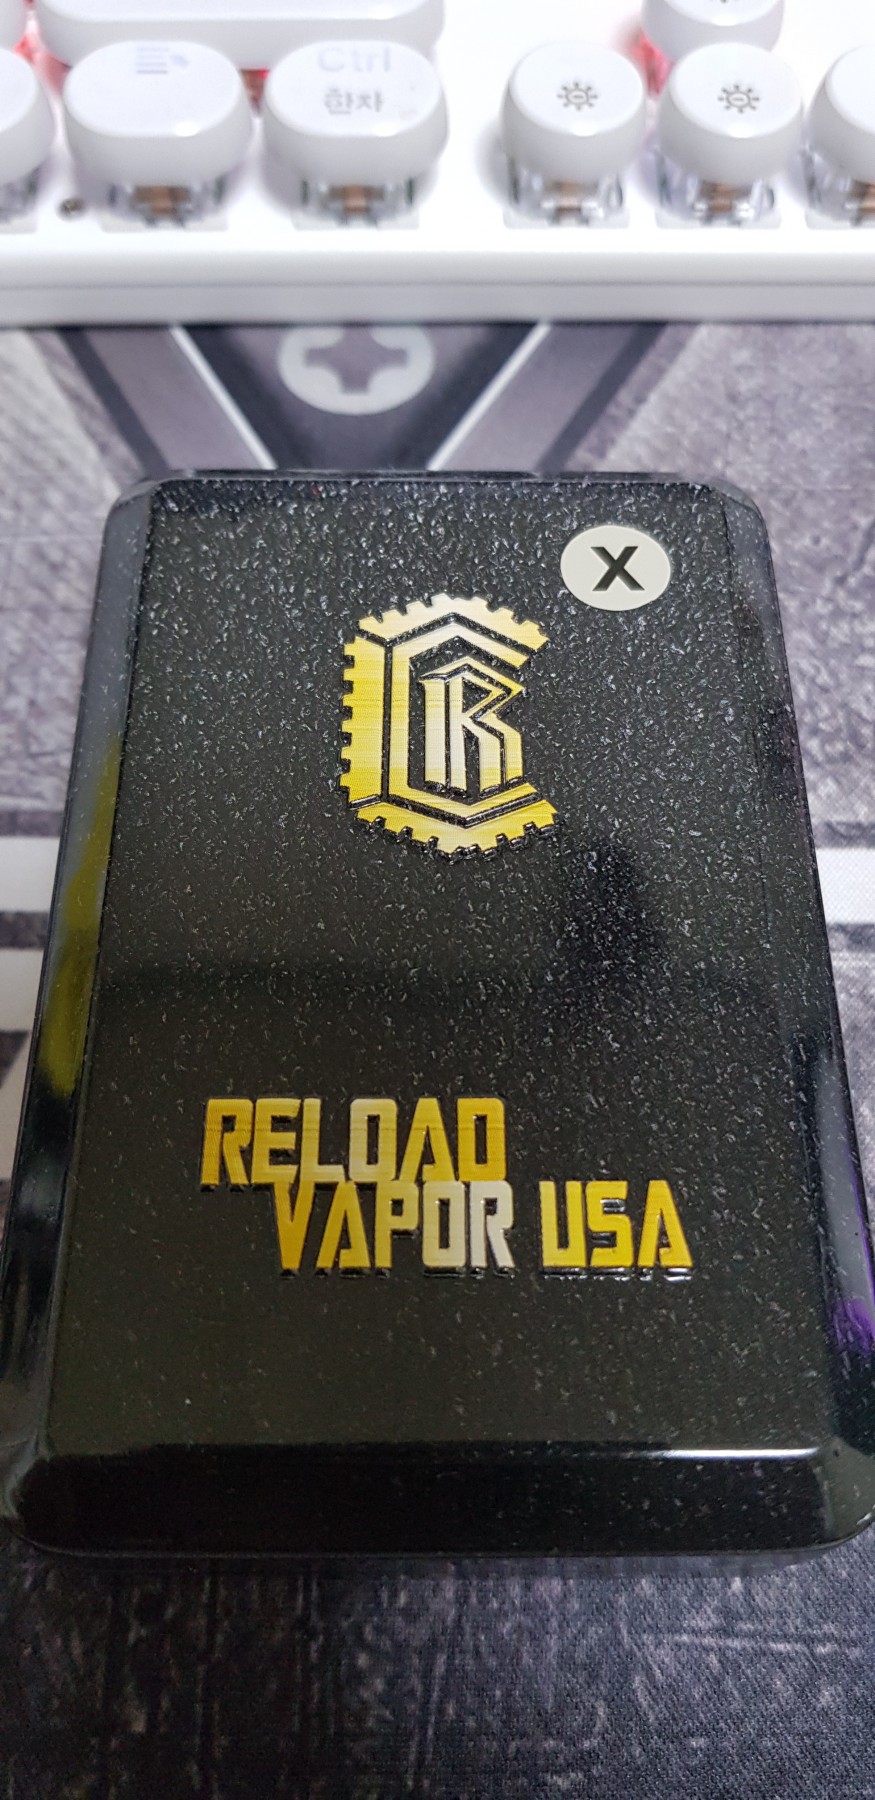 Ctrl
한자
X
R
RELOAD
VAPOR USA